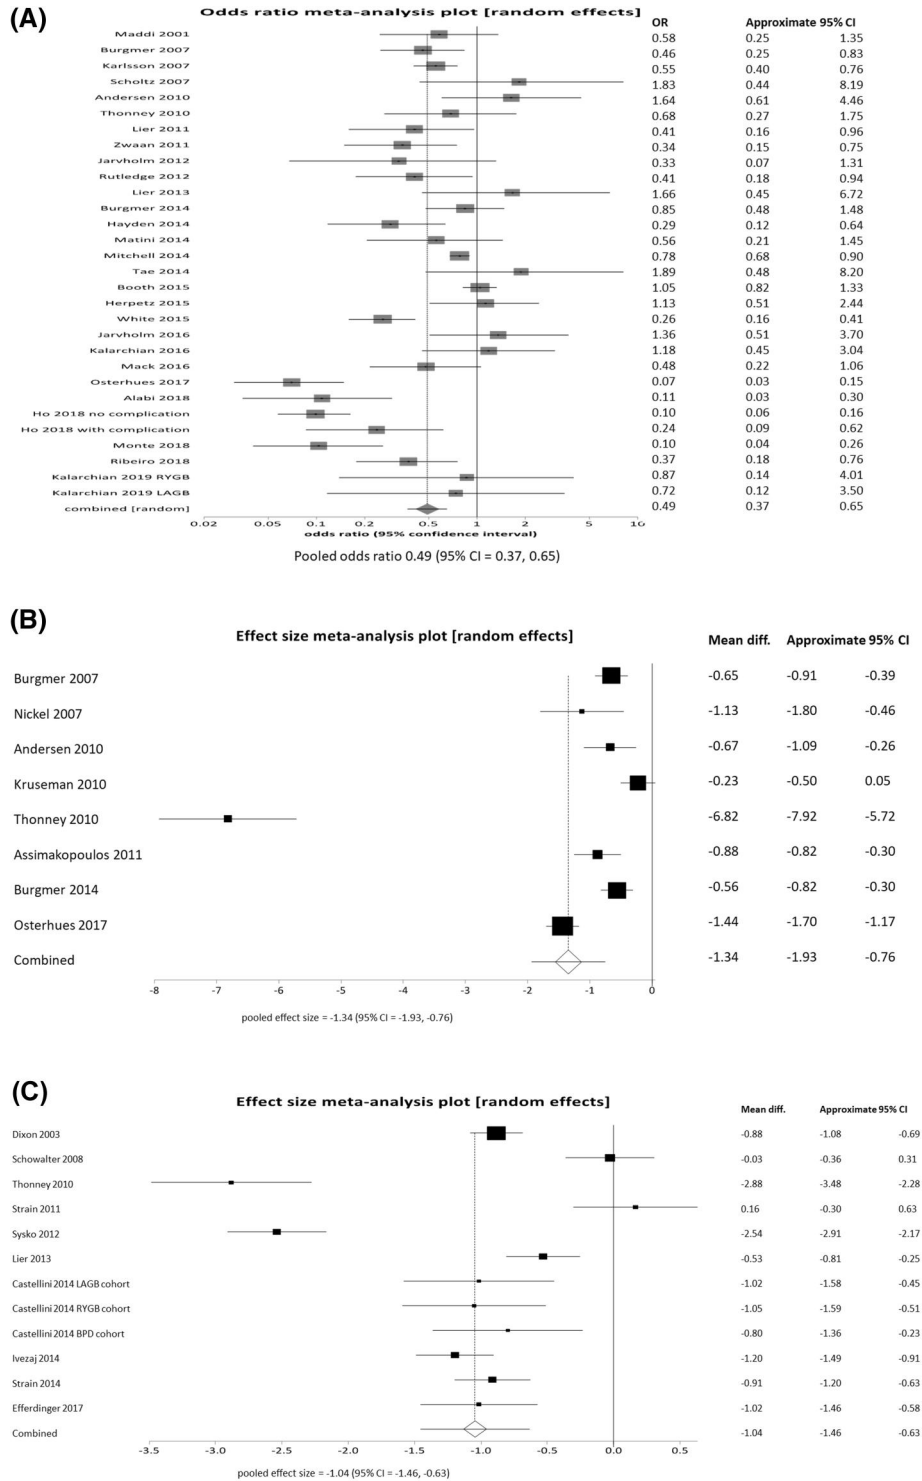 (A)
Odds ratio meta-analysis plot [random effects]
OR Approximate 95% CI
Maddi 2001 0.58 0.25 1.35
Burgmer 2007 0.46 0.25 0.83
Karlsson 2007 0.55 0.40 0.76
Scholtz 2007 1.83 0.44 8.19
Andersen 2010 1.64 0.61 4.46
Thonney 2010 0.68 0.27 1.75
Lier 2011 0.41 0.16 0.96
Zwaan 2011 0.34 0.15 0.75
Jarvholm 2012 0.33 0.07 1.31
Rutledge 2012 0.41 0.18 0.94
Lier 2013 1.66 0.45 6.72
Burgmer 2014 0.85 0.48 1.48
Hayden 2014 0.29 0.12 0.64
Matini 2014 0.56 0.21 1.45
Mitchell 2014 0.78 0.68 0.90
Tae 2014 1.89 0.48 8.20
Booth 2015 1.05 0.82 1.33
Herpetz 2015 1.13 0.51 2.44
White 2015 0.26 0.16 0.41
Jarvholm 2016 1.36 0.51 3.70
Kalarchian 2016 1.18 0.45 3.04
Mack 2016 0.48 0.22 1.06
Osterhues 2017 0.07 0.03 0.15
Alabi 2018 0.11 0.03 0.30
Ho 2018 no complication 0.10 0.06 0.16
Ho 2018 with complication 0.24 0.09 0.62
Monte 2018 0.10 0.04 0.26
Ribeiro 2018 0.37 0.18 0.76
Kalarchian 2019 RYGB 0.87 0.14 4.01
Kalarchian 2019 LAGB 0.72 0.12 3.50
combined [random] 0.49 0.37 0.65
0.02 0.05 0.1 0.2 0.5 1 2 5 10
odds ratio (95% confidence interval)
Pooled odds ratio 0.49 (95% CI = 0.37, 0.65)
(B)
Effect size meta-analysis plot [random effects]
Mean diff. Approximate 95% CI
Burgmer 2007 -0.65 -0.91 -0.39
Nickel 2007 -1.13 -1.80 -0.46
Andersen 2010 -0.67 -1.09 -0.26
Kruseman 2010 -0.23 -0.50 0.05
Thonney 2010 -6.82 -7.92 -5.72
Assimakopoulos 2011 -0.88 -0.82 -0.30
Burgmer 2014 -0.56 -0.82 -0.30
Osterhues 2017 -1.44 -1.70 -1.17
Combined -1.34 -1.93 -0.76
-8 -7 -6 -5 -4 -3 -2 -1 0
pooled effect size = -1.34 (95% CI = -1.93, -0.76)
(C)
Effect size meta-analysis plot [random effects]
Mean diff. Approximate 95% CI
Dixon 2003 -0.88 -1.08 -0.69
Schowalter 2008 -0.03 -0.36 0.31
Thonney 2010 -2.88 -3.48 -2.28
Strain 2011 0.16 -0.30 0.63
Sysko 2012 -2.54 -2.91 -2.17
Lier 2013 -0.53 -0.81 -0.25
Castellini 2014 LAGB cohort -1.02 -1.58 -0.45
Castellini 2014 RYGB cohort -1.05 -1.59 -0.51
Castellini 2014 BPD cohort -0.80 -1.36 -0.23
Ivezaj 2014 -1.20 -1.49 -0.91
Strain 2014 -0.91 -1.20 -0.63
Efferdinger 2017 -1.02 -1.46 -0.58
Combined -1.04 -1.46 -0.63
-3.5 -2.5 -2.0 -1.5 -1.0 -0.5 0.0 0.5
pooled effect size = -1.04 (95% CI = -1.46, -0.63)